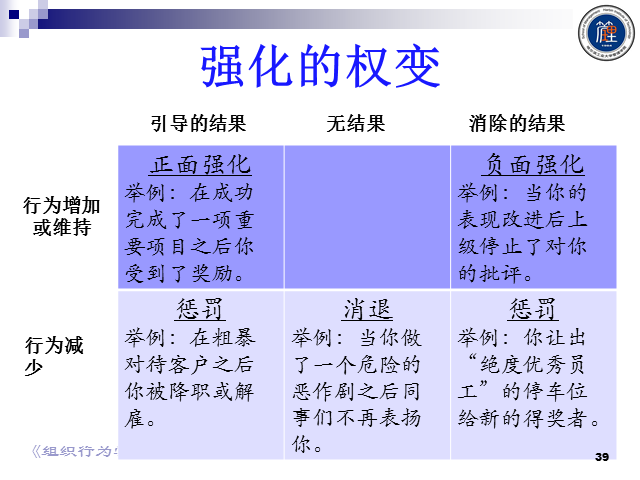 强化的权变
引导的结果 无结果 消除的结果
行为增加
或维持
正面强化
举例：在成功
完成了一项重
要项目之后你
受到了奖励。
负面强化
举例：当你的
表现改进后上
级停止了对你
的批评。
行为减
少
惩罚
举例：在粗暴
对待客户之后
你被降职或解
雇。
消退
举例：当你做
了一个危险的
恶作剧之后同
事们不再表扬
你。
惩罚
举例：你让出
“绝度优秀员
工”的停车位
给新的得奖者。
《组织行为
39